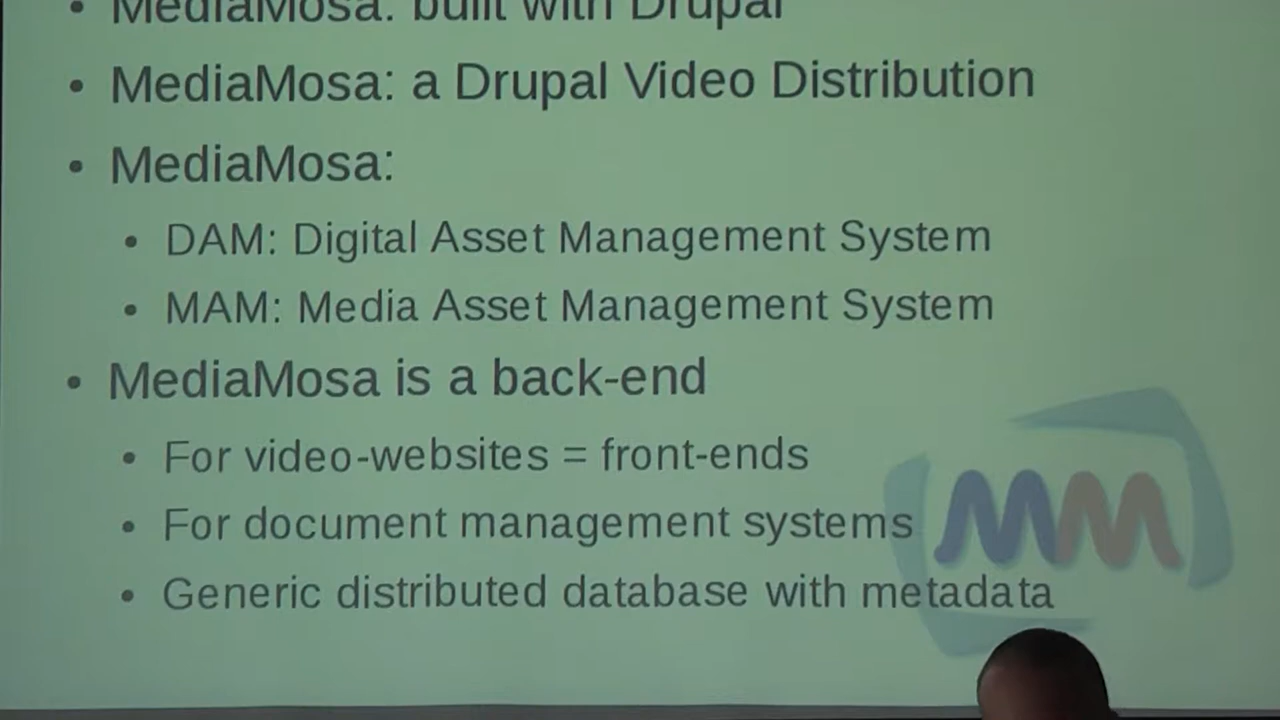 • MediaMosa: built with Drupal
• MediaMosa: a Drupal Video Distribution
• MediaMosa:
• DAM: Digital Asset Management System
• MAM: Media Asset Management System
• MediaMosa is a back-end
• For video-websites = front-ends
• For document management systems
• Generic distributed database with metadata
MM